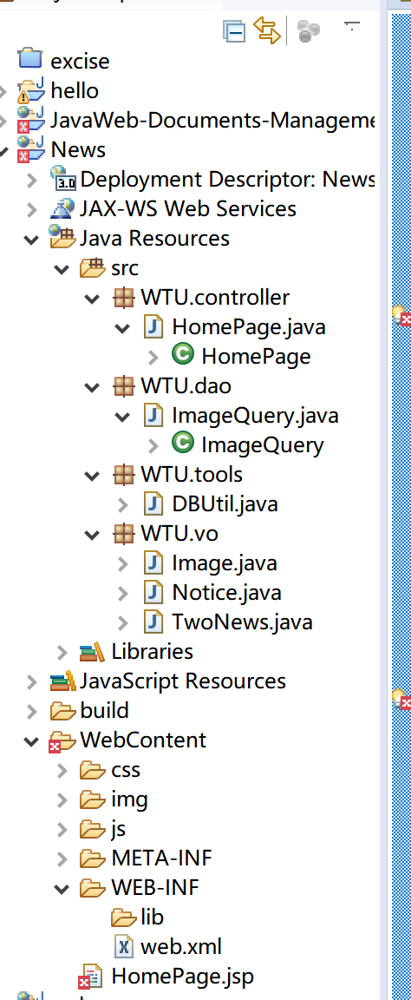 excise
hello
JavaWeb-Documents-Manageme
News
3.0 Deployment Descriptor: News
JAX-WS Web Services
Java Resources
src
WTU.controller
J HomePage.java
C HomePage
WTU.dao
J ImageQuery.java
C ImageQuery
WTU.tools
J DBUtil.java
WTU.vo
J Image.java
J Notice.java
J TwoNews.java
Libraries
JavaScript Resources
build
WebContent
css
img
js
META-INF
WEB-INF
lib
X web.xml
HomePage.jsp